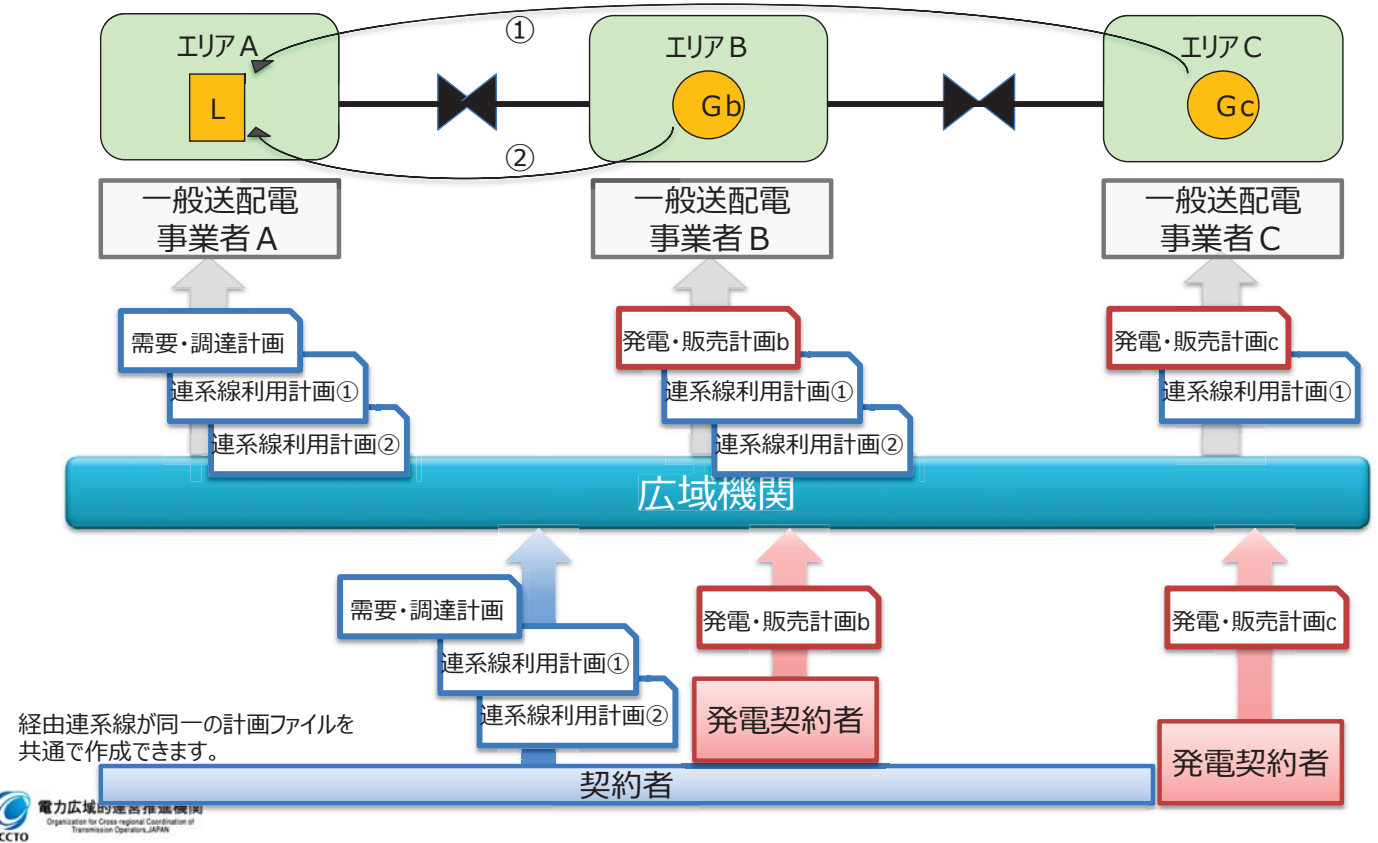 ①
エリアA
エリアB
エリアC
L
Gb
Gc
②
一般送配電
事業者A
一般送配電
事業者B
一般送配電
事業者C
需要・調達計画
連系線利用計画①
連系線利用計画②
発電・販売計画b
連系線利用計画①
連系線利用計画②
発電・販売計画c
連系線利用計画①
広域機関
需要・調達計画
連系線利用計画①
連系線利用計画②
発電・販売計画b
発電契約者
発電・販売計画c
発電契約者
経由連系線が同一の計画ファイルを
共通で作成できます。
契約者
電力広域的運営推進機関
Organization for Cross-regional Coordination of
Transmission Operators,JAPAN
CCTO